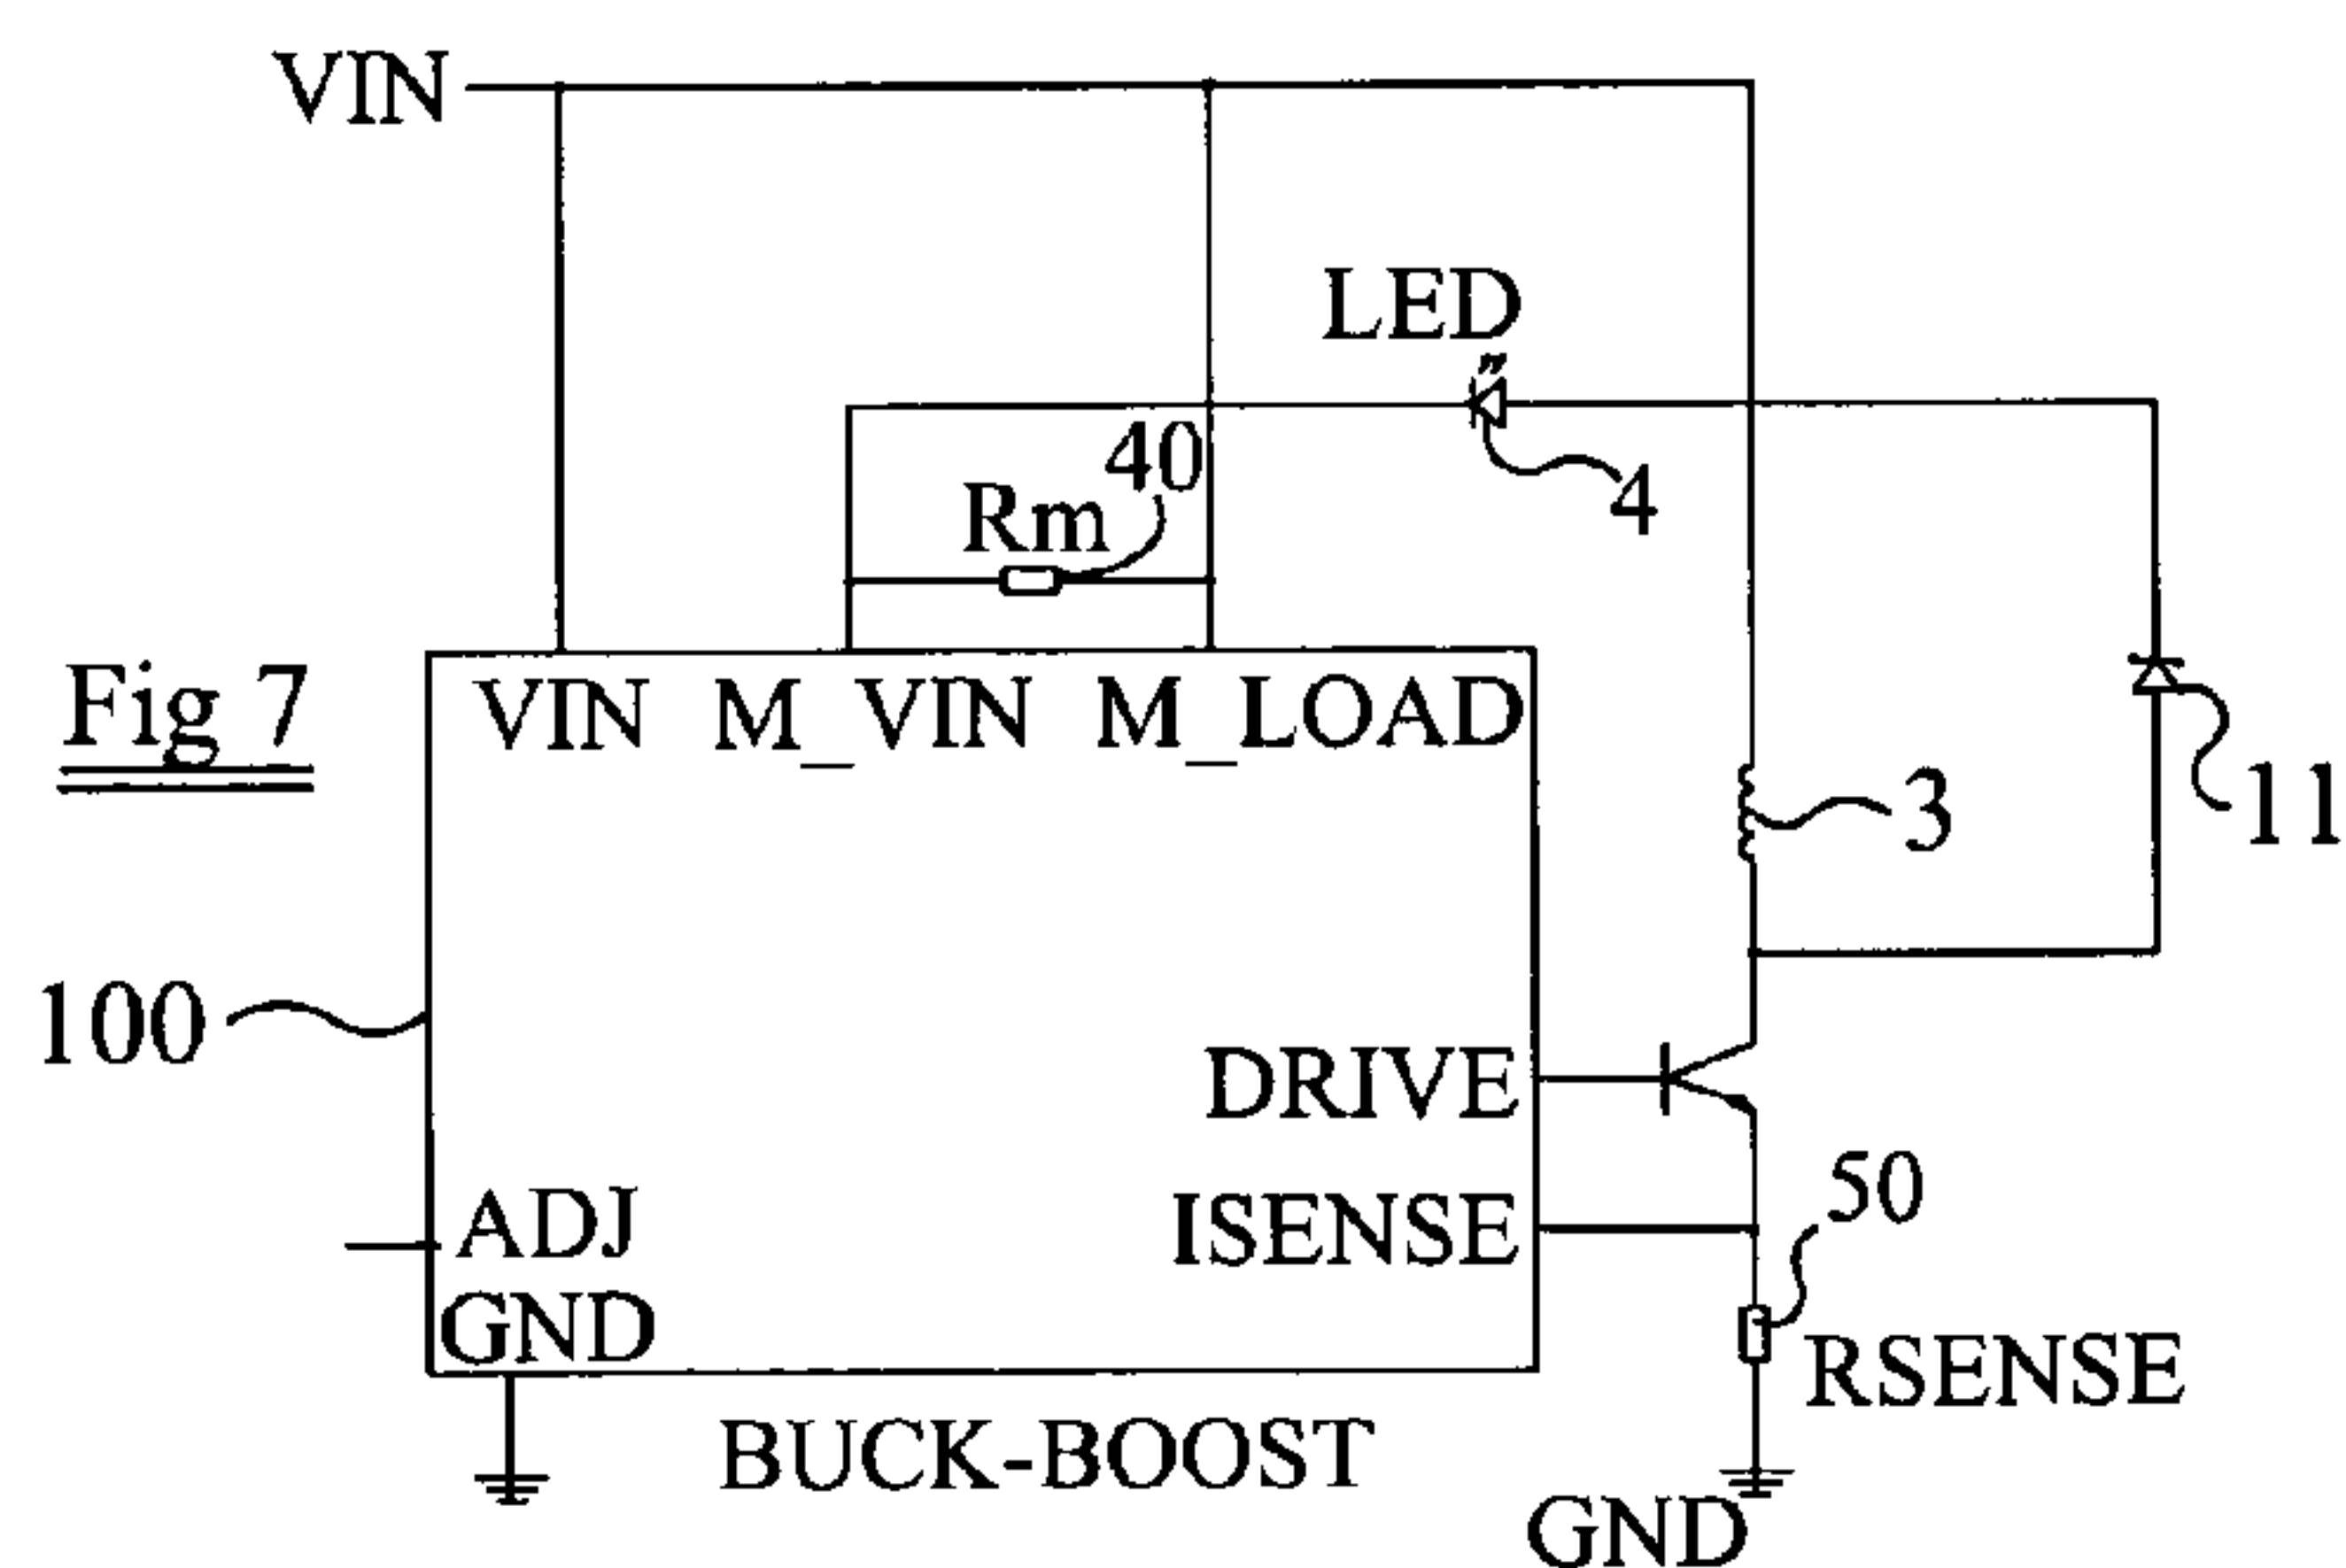 VIN
LED
40
Rm
4
Fig 7
VIN M_VIN M_LOAD
3
11
100
DRIVE
50
ADJ
ISENSE
GND
RSENSE
BUCK-BOOST
GND